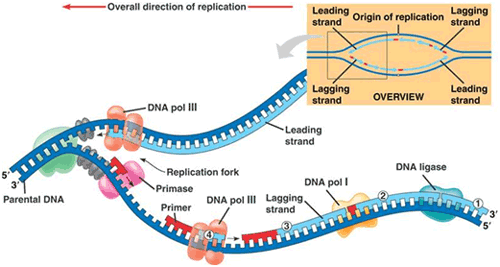 Overall direction of replication
Leading
strand
Origin of replication
Lagging
strand
Lagging
strand
OVERVIEW
Leading
strand
DNA pol III
Leading
strand
5'
3'
Parental DNA
Replication fork
Primase
Primer
DNA pol III
④
Lagging
strand
③
DNA pol I
②
DNA ligase
①
3'
5'